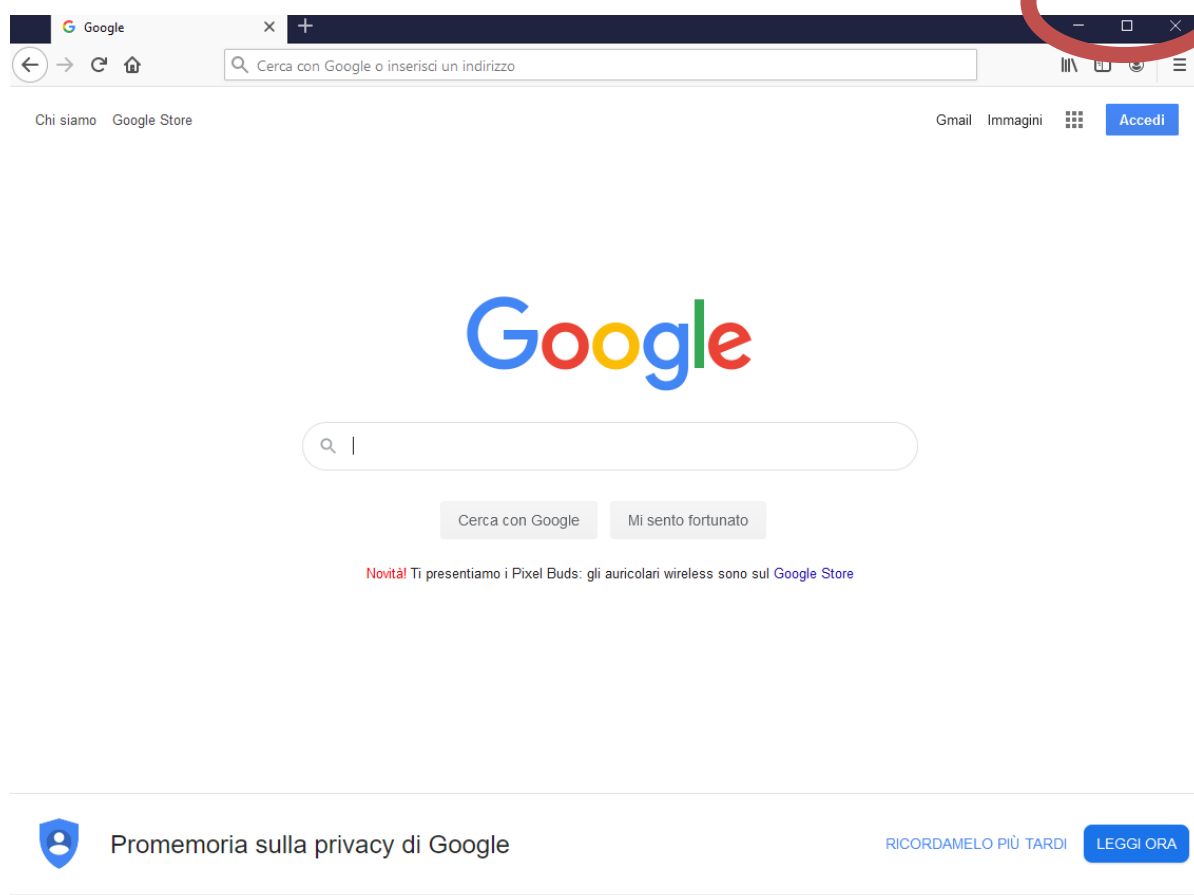 Google
Cerca con Google o inserisci un indirizzo
Chi siamo Google Store Gmail Immagini Accedi
Google
Cerca con Google Mi sento fortunato
Novità! Ti presentiamo i Pixel Buds: gli auricolari wireless sono sul Google Store
Promemoria sulla privacy di Google RICORDAMELO PIÙ TARDI LEGGI ORA